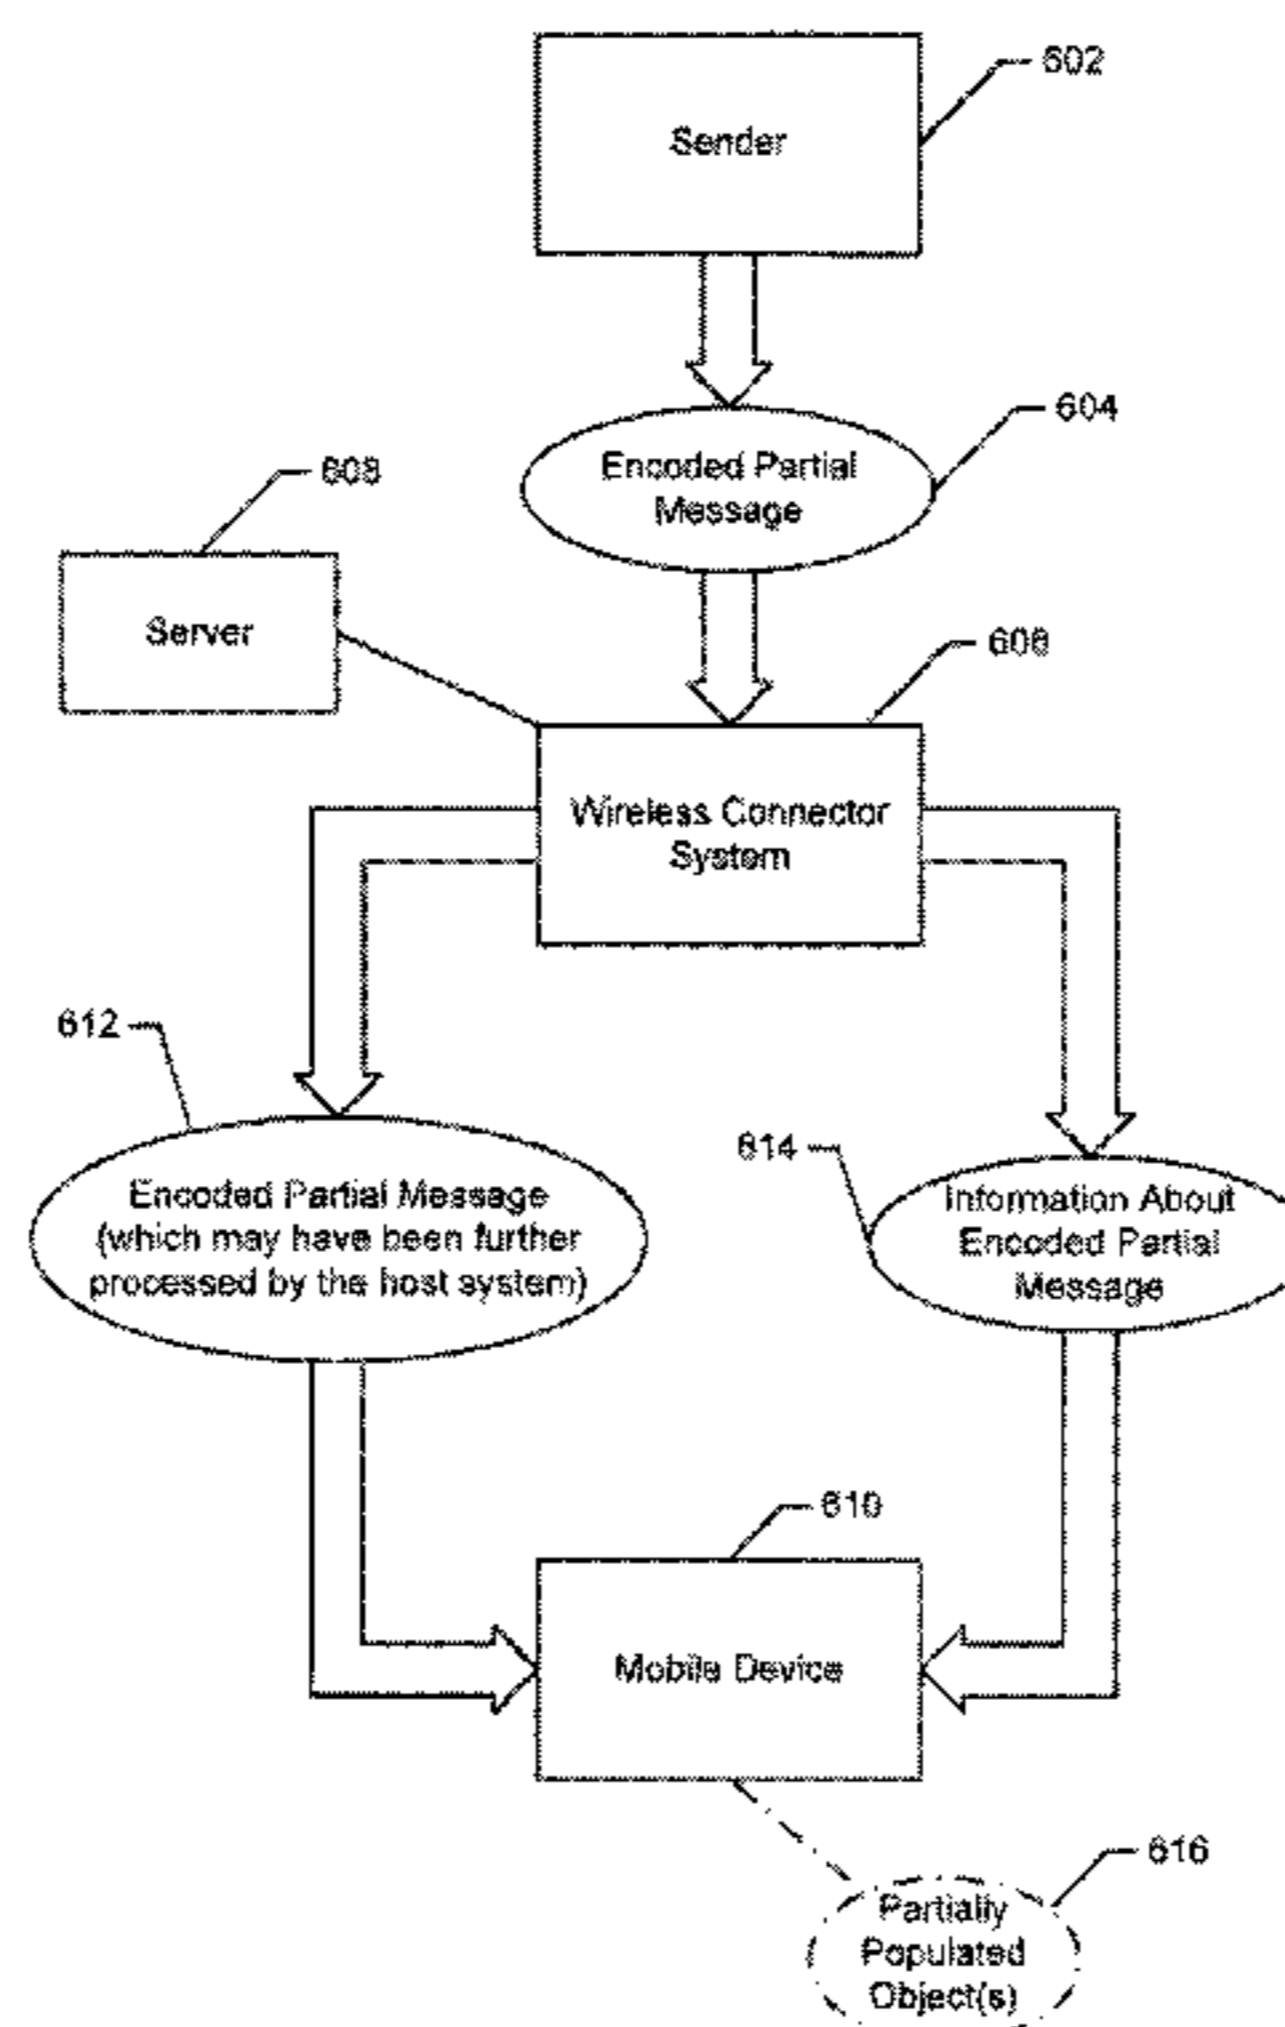 602
Sender
604
Encoded Partial
Message
608
Server
606
Wireless Connector
System
612
Encoded Partial Message
(which may have been further
processed by the host system)
614
Information About
Encoded Partial
Message
610
Mobile Device
616
Partially
Populated
Object(s)